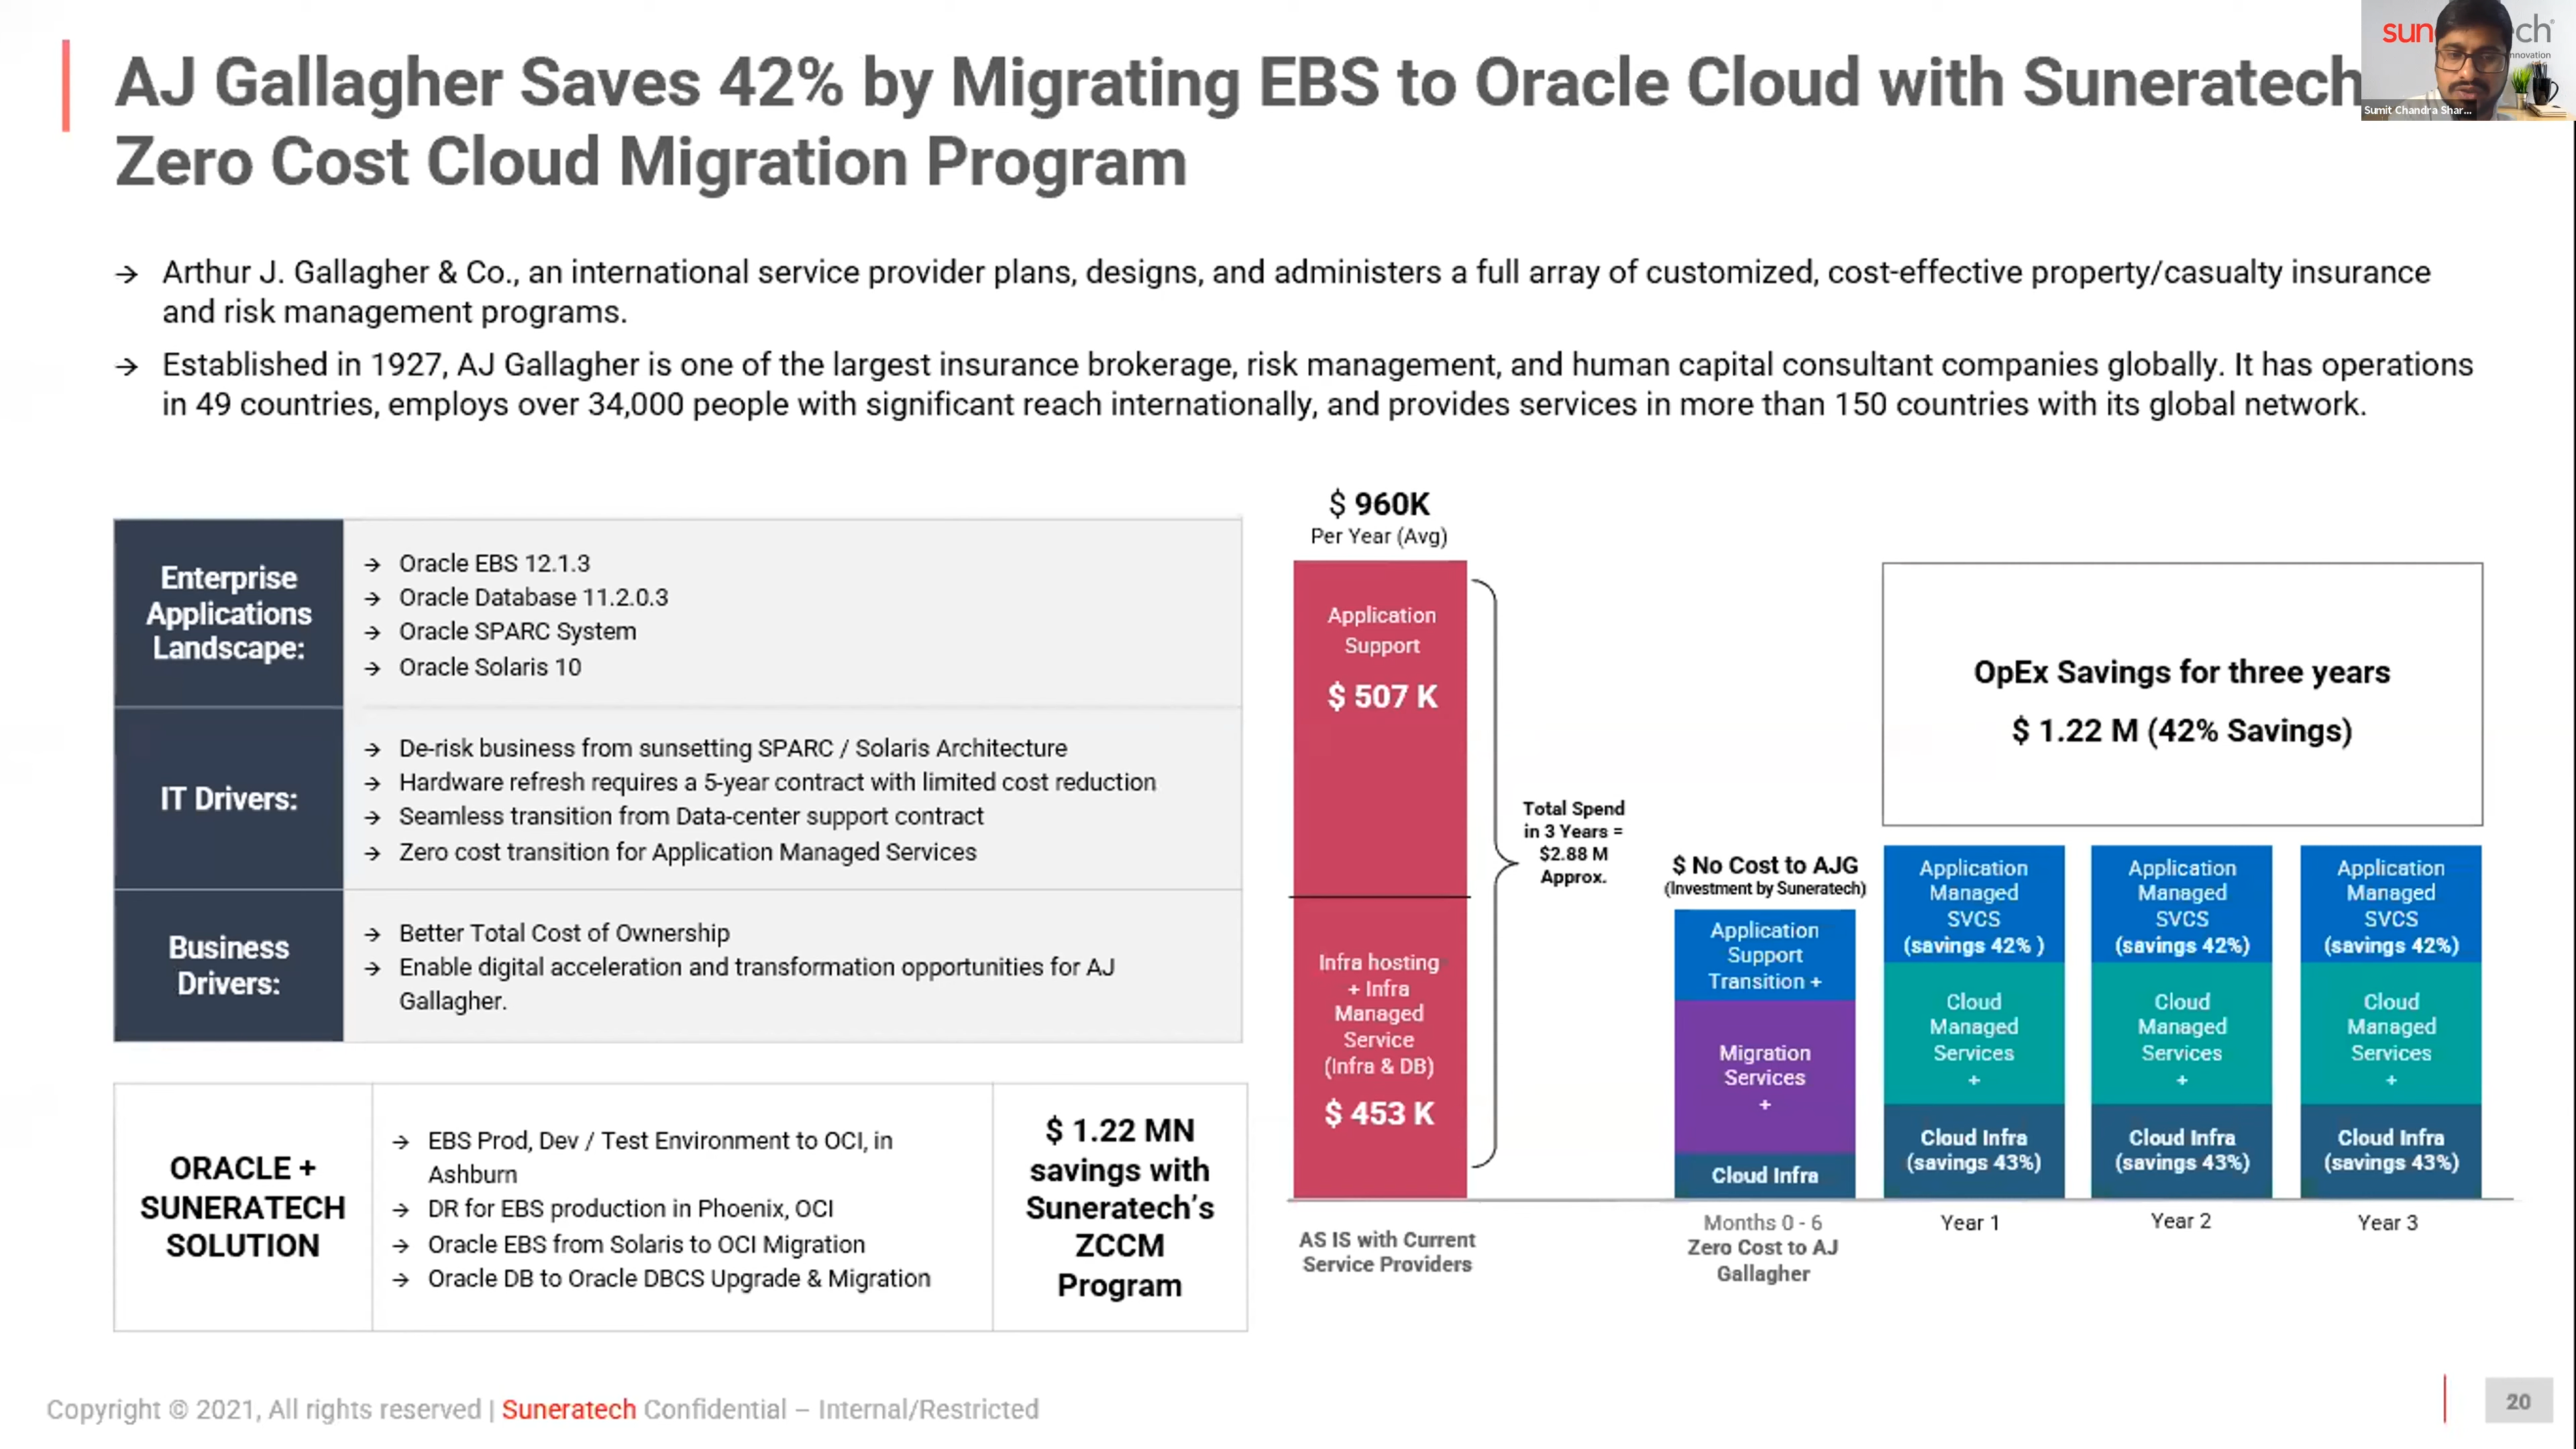 AJ Gallagher Saves 42% by Migrating EBS to Oracle Cloud with Suneratech
Zero Cost Cloud Migration Program
sun ch
nnovation
Sumit Chandra Shar...
→ Arthur J. Gallagher & Co., an international service provider plans, designs, and administers a full array of customized, cost-effective property/casualty insurance
and risk management programs.
→ Established in 1927, AJ Gallagher is one of the largest insurance brokerage, risk management, and human capital consultant companies globally. It has operations
in 49 countries, employs over 34,000 people with significant reach internationally, and provides services in more than 150 countries with its global network.
Enterprise
Applications
Landscape:
→ Oracle EBS 12.1.3
→ Oracle Database 11.2.0.3
→ Oracle SPARC System
→ Oracle Solaris 10
IT Drivers:
→ De-risk business from sunsetting SPARC / Solaris Architecture
→ Hardware refresh requires a 5-year contract with limited cost reduction
→ Seamless transition from Data-center support contract
→ Zero cost transition for Application Managed Services
Business
Drivers:
→ Better Total Cost of Ownership
→ Enable digital acceleration and transformation opportunities for AJ
Gallagher.
ORACLE +
SUNERATECH
SOLUTION
→ EBS Prod, Dev / Test Environment to OCI, in
Ashburn
→ DR for EBS production in Phoenix, OCI
→ Oracle EBS from Solaris to OCI Migration
→ Oracle DB to Oracle DBCS Upgrade & Migration
$ 1.22 MN
savings with
Suneratech's
ZCCM
Program
$ 960K
Per Year (Avg)
Application
Support
$ 507 K
Infra hosting
+ Infra
Managed
Service
(Infra & DB)
$ 453 K
AS IS with Current
Service Providers
Total Spend
in 3 Years =
$2.88 M
Approx.
$ No Cost to AJG
(Investment by Suneratech)
Application
Support
Transition +
Migration
Services
+
Cloud Infra
Months 0 - 6
Zero Cost to AJ
Gallagher
OpEx Savings for three years
$ 1.22 M (42% Savings)
Application
Managed
SVCS
(savings 42% )
Cloud
Managed
Services
+
Cloud Infra
(savings 43%)
Year 1
Application
Managed
SVCS
(savings 42%)
Cloud
Managed
Services
+
Cloud Infra
(savings 43%)
Year 2
Application
Managed
SVCS
(savings 42%)
Cloud
Managed
Services
+
Cloud Infra
(savings 43%)
Year 3
Copyright © 2021, All rights reserved | Suneratech Confidential – Internal/Restricted
20